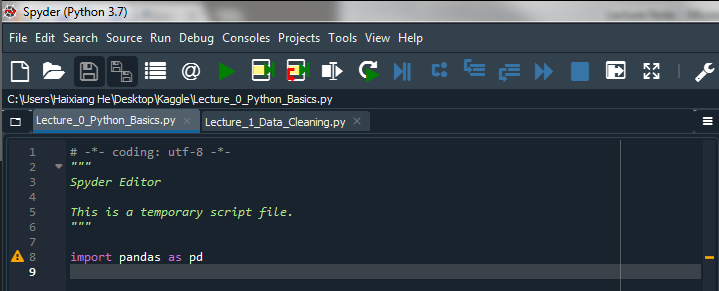 Spyder (Python 3.7)
File Edit Search Source Run Debug Consoles Projects Tools View Help
C:\Users\Haixiang He\Desktop\Kaggle\Lecture_0_Python_Basics.py
Lecture_0_Python_Basics.py Lecture_1_Data_Cleaning.py
1 # -*- coding: utf-8 -*-
2 """
3 Spyder Editor
4
5 This is a temporary script file.
6 """
7
8 import pandas as pd
9